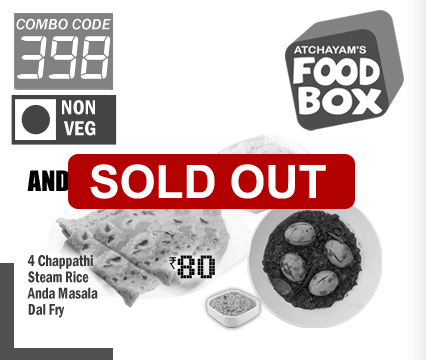 COMBO CODE
398
NON
VEG
ATCHAYAM'S
FOOD
BOX
AND
SOLD OUT
4 Chappathi
Steam Rice
Anda Masala
Dal Fry
₹80